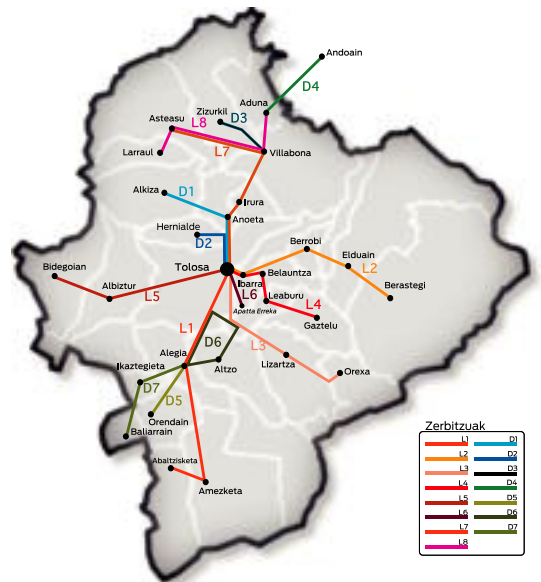 Andoain
D4
Aduna
Zizurkil
D3
Asteasu
L8
Larraul
L7
Villabona
Alkiza
D1
Irura
Anoeta
Hernialde
D2
Berrobi
Elduain
L2
Tolosa
Belauntza
Ibarra
Bidegoian
Albiztur
L5
L6
Leaburu
L4
Berastegi
Apatta Erreka
Gaztelu
L1
D6
L3
Alegia
Ikaztegieta
Altzo
Lizartza
Orexa
D7
D5
Orendain
Baliarrain
Abaltzisketa
Amezketa
Zerbitzuak
L1 D1
L2 D2
L3 D3
L4 D4
L5 D5
L6 D6
L7 D7
L8